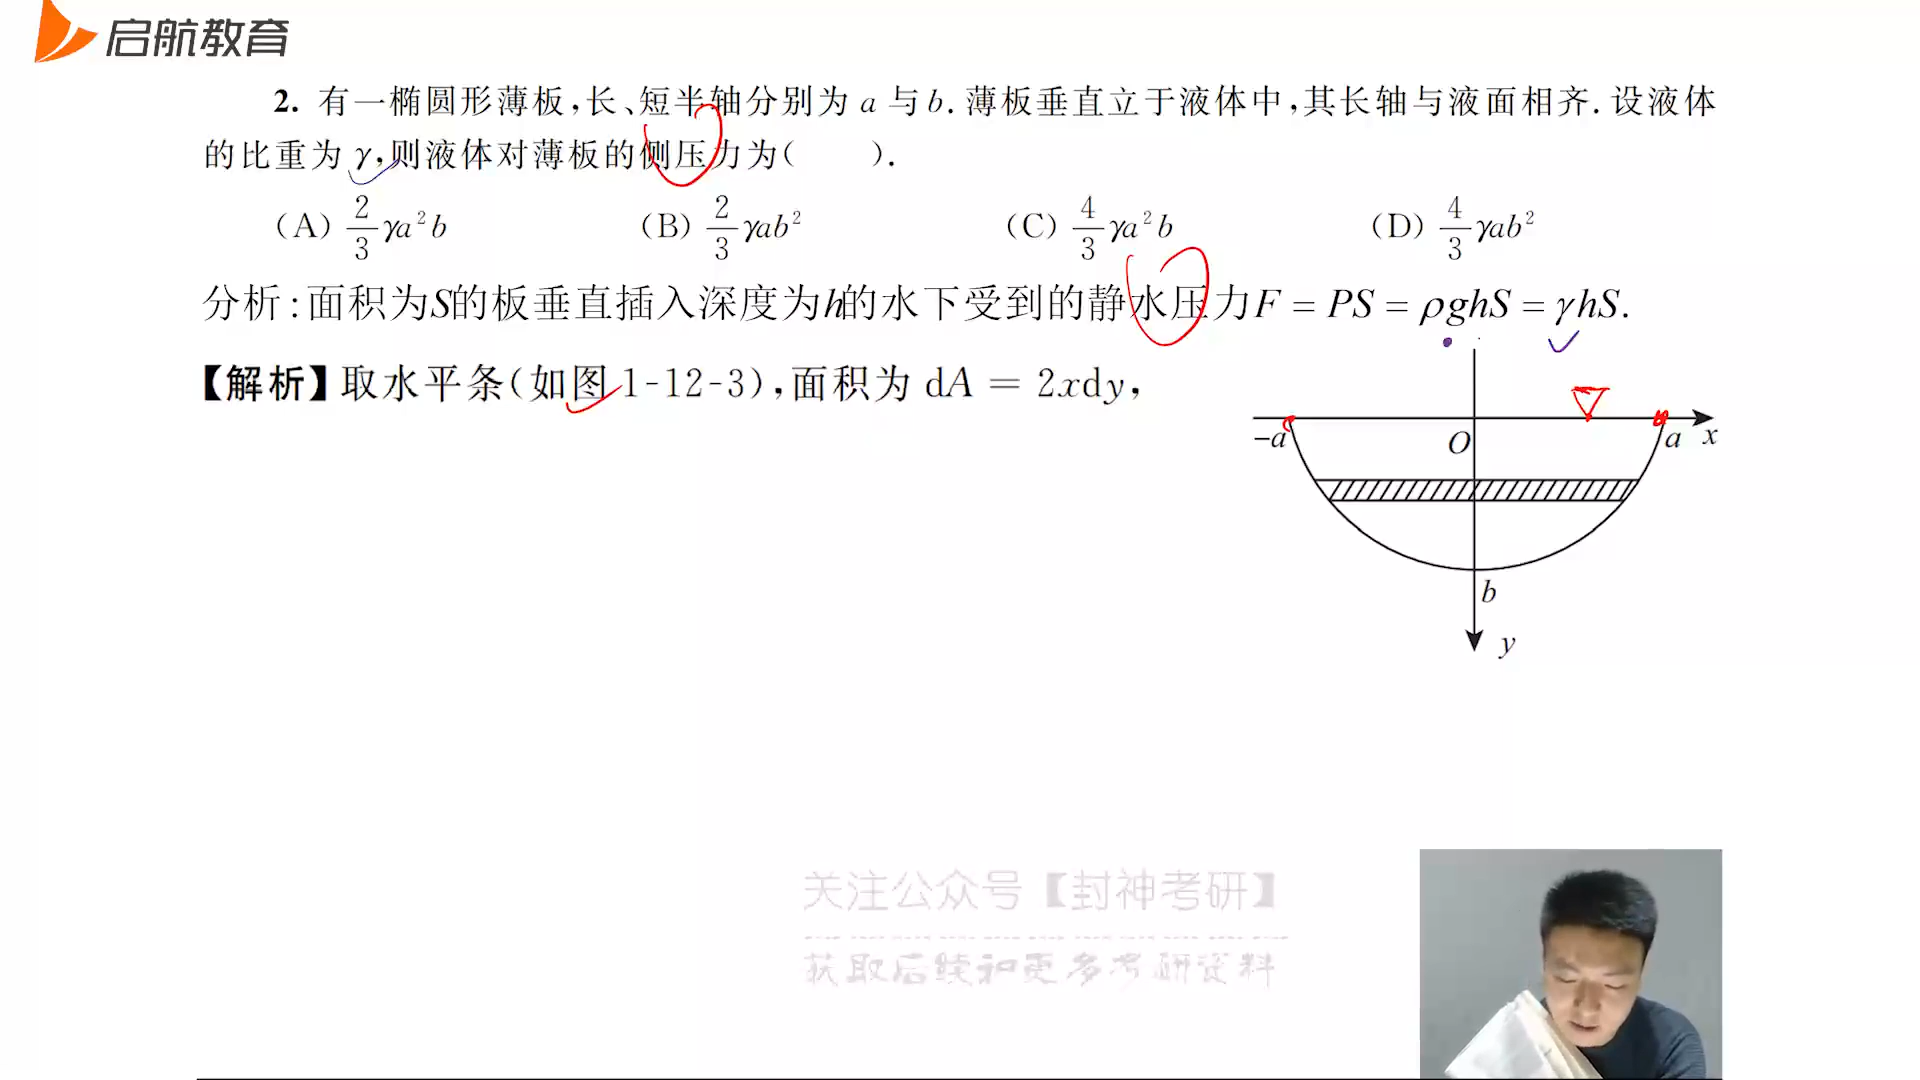 启航教育
2. 有一椭圆形薄板,长、短半轴分别为 a 与 b. 薄板垂直立于液体中,其长轴与液面相齐. 设液体
的比重为 γ,则液体对薄板的侧压力为(    ).
(A) 2/3 γa²b (B) 2/3 γab² (C) 4/3 γa²b (D) 4/3 γab²
分析:面积为S的板垂直插入深度为h的水下受到的静水压力F = PS = ρghS = γhS.
【解析】取水平条(如图 1-12-3),面积为 dA = 2xdy,
-a O a x
b
y
关注公众号【封神考研】
获取后续和更多考研资料